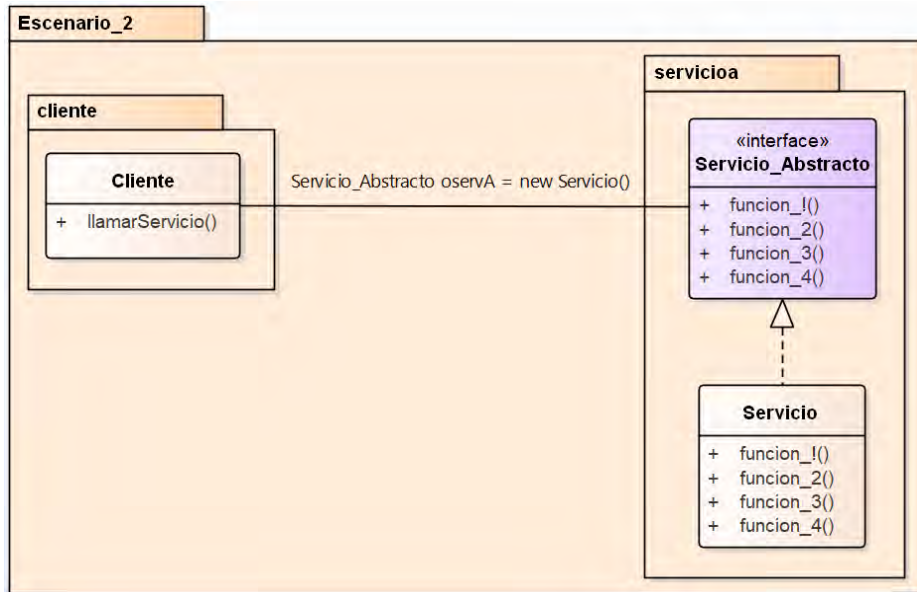 Escenario_2
cliente
Cliente
+ llamarServicio()
Servicio_Abstracto oservA = new Servicio()
servicioa
«interface»
Servicio_Abstracto
+ funcion_!()
+ funcion_2()
+ funcion_3()
+ funcion_4()
Servicio
+ funcion_!()
+ funcion_2()
+ funcion_3()
+ funcion_4()